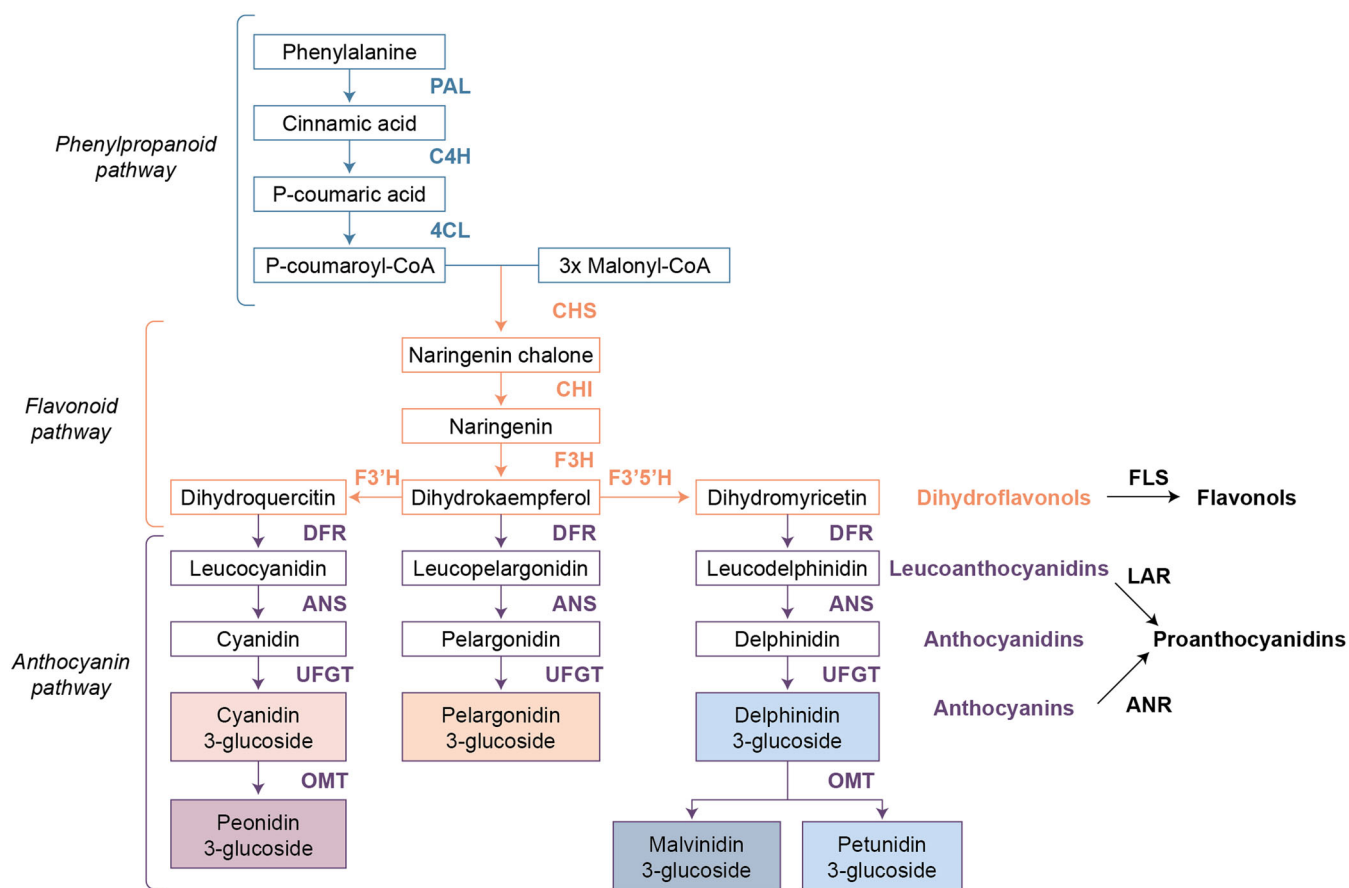 Phenylalanine
PAL
Cinnamic acid
Phenylpropanoid
pathway
C4H
P-coumaric acid
4CL
P-coumaroyl-CoA
3x Malonyl-CoA
CHS
Naringenin chalone
CHI
Flavonoid
pathway
Naringenin
F3H
F3'H
F3'5'H
Dihydroquercitin
Dihydrokaempferol
Dihydromyricetin
Dihydroflavonols
FLS
Flavonols
DFR
DFR
DFR
Leucocyanidin
Leucopelargonidin
Leucodelphinidin
Leucoanthocyanidins
LAR
ANS
ANS
ANS
Cyanidin
Pelargonidin
Delphinidin
Anthocyanidins
Proanthocyanidins
Anthocyanin
pathway
UFGT
UFGT
UFGT
Cyanidin
3-glucoside
Pelargonidin
3-glucoside
Delphinidin
3-glucoside
Anthocyanins
ANR
OMT
OMT
Peonidin
3-glucoside
Malvinidin
3-glucoside
Petunidin
3-glucoside